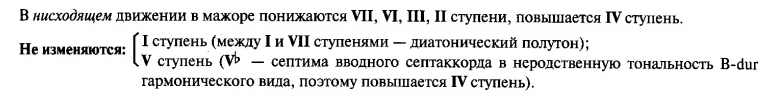 В нисходящем движении в мажоре понижаются VII, VI, III, II ступени, повышается IV ступень.
Не изменяются: { I ступень (между I и VII ступенями — диатонический полутон);
V ступень (V♭ — септима вводного септаккорда в неродственную тональность B-dur
гармонического вида, поэтому повышается IV ступень).